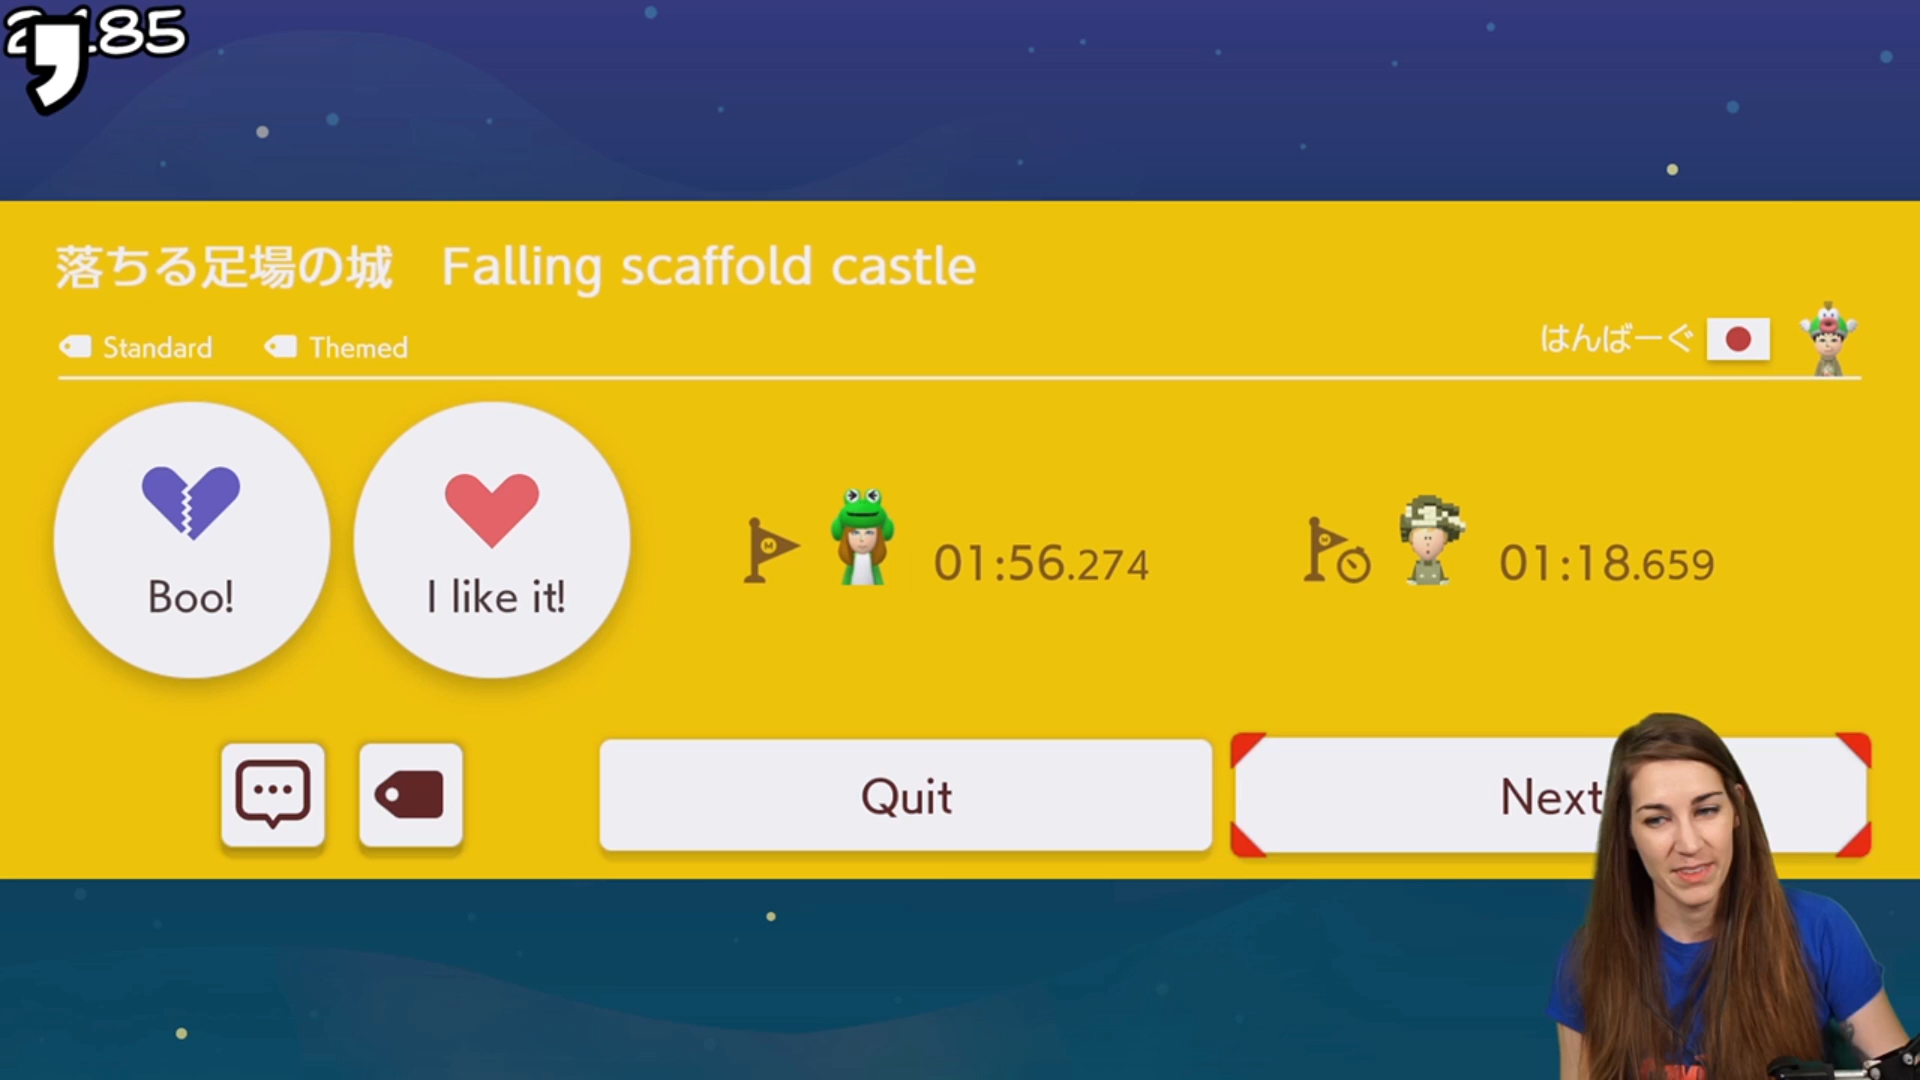 落ちる足場の城　Falling scaffold castle
Standard Themed
はんばーぐ
Boo!
I like it!
M 01:56.274
M 01:18.659
Quit
Next